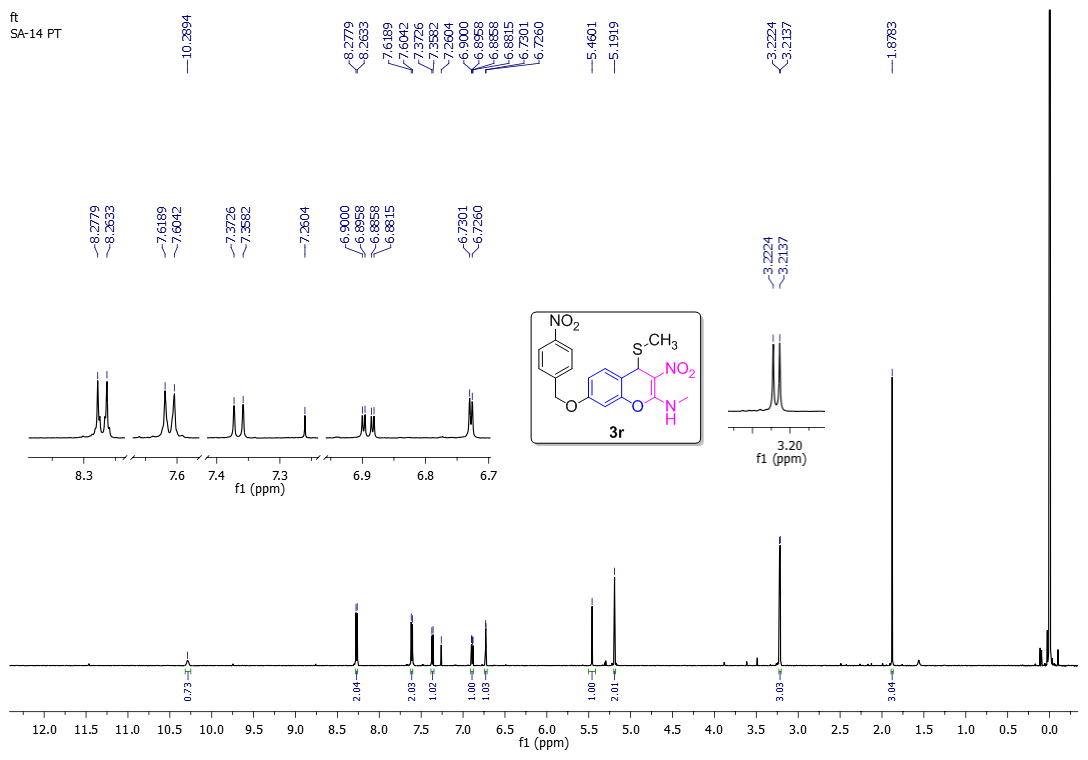 ft
SA-14 PT
10.2894
8.2779
8.2633
7.6189
7.6042
7.3726
7.3582
7.2604
6.9000
6.8958
6.8858
6.8815
6.7301
6.7260
5.4601
5.1919
3.2224
3.2137
1.8783
8.2779
8.2633
7.6189
7.6042
7.3726
7.3582
7.2604
6.9000
6.8958
6.8858
6.8815
6.7301
6.7260
3.2224
3.2137
NO2
S
CH3
NO2
O
O
N
H
3r
8.3 7.6 7.4 7.3 6.9 6.8 6.7
f1 (ppm)
3.20
f1 (ppm)
0.73
2.04
2.03
1.02
1.00
1.03
1.00
2.01
3.03
3.04
12.0 11.5 11.0 10.5 10.0 9.5 9.0 8.5 8.0 7.5 7.0 6.5 6.0 5.5 5.0 4.5 4.0 3.5 3.0 2.5 2.0 1.5 1.0 0.5 0.0
f1 (ppm)